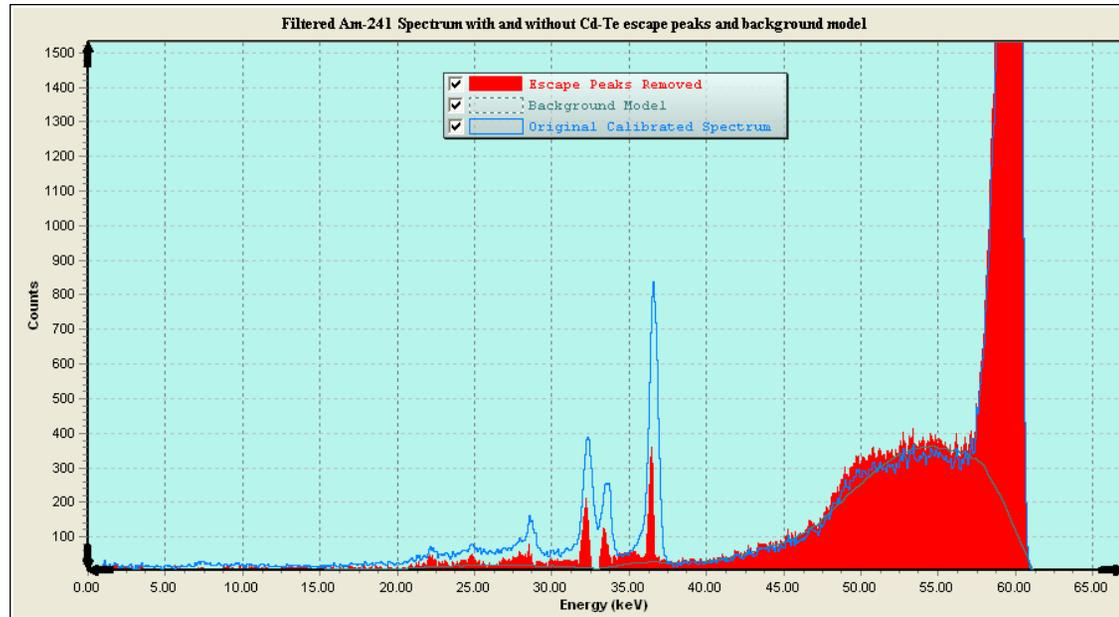 Filtered Am-241 Spectrum with and without Cd-Te escape peaks and background model
Escape Peaks Removed
Background Model
Original Calibrated Spectrum
Counts
1500
1400
1300
1200
1100
1000
900
800
700
600
500
400
300
200
100
0.00 5.00 10.00 15.00 20.00 25.00 30.00 35.00 40.00 45.00 50.00 55.00 60.00 65.00
Energy (keV)